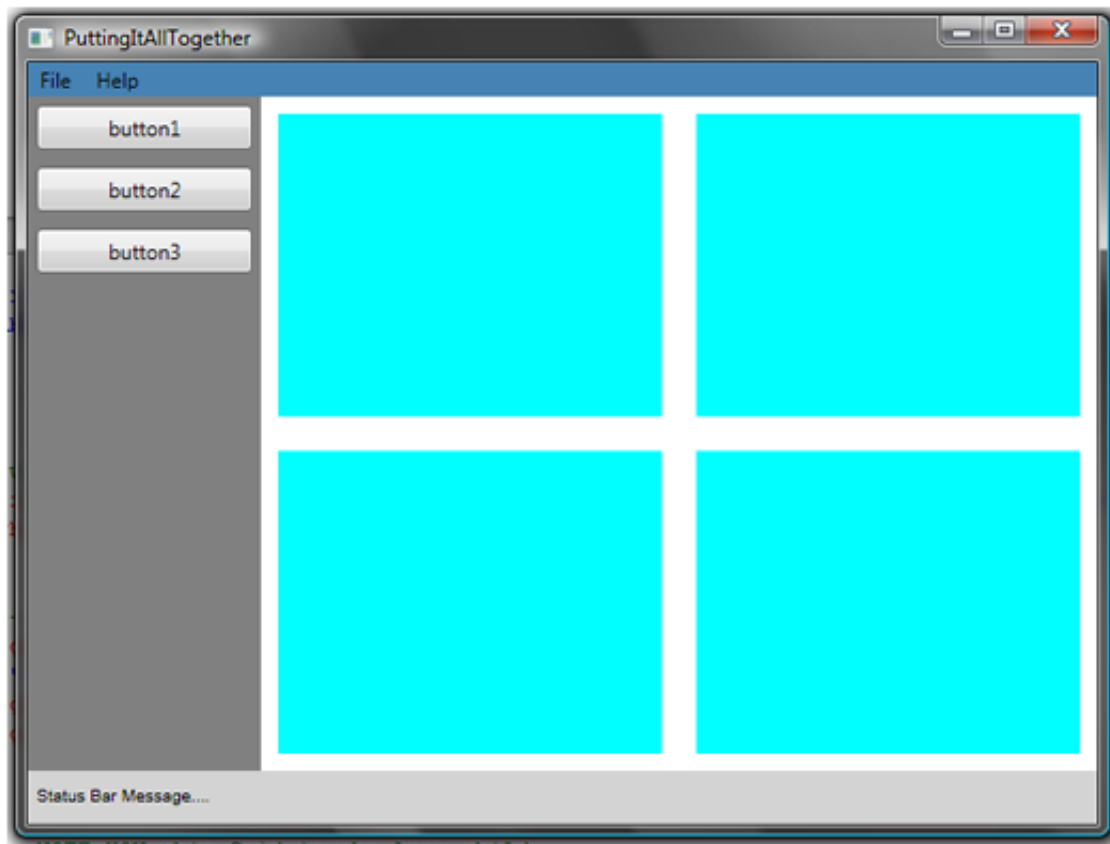 PuttingItAllTogether
File Help
button1
button2
button3
Status Bar Message....